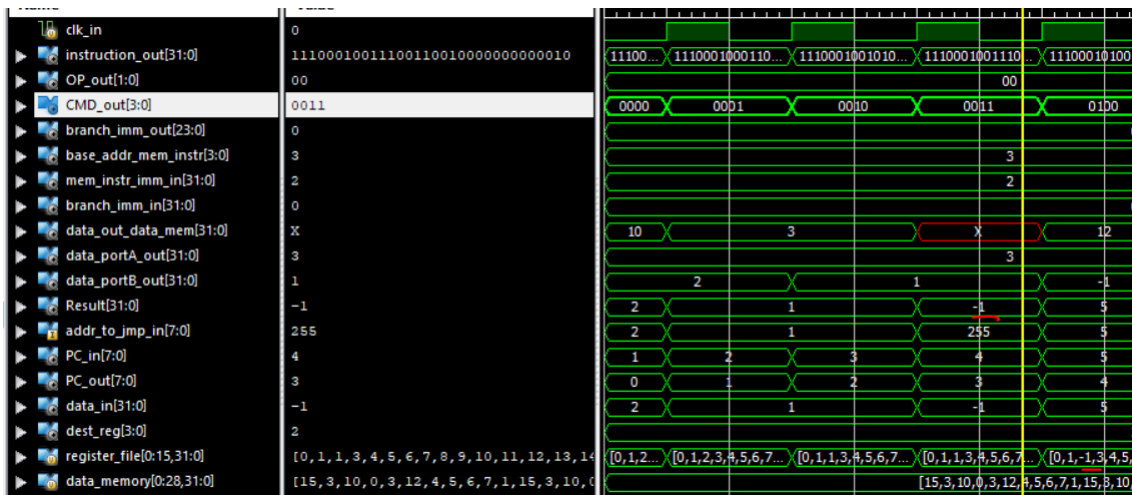 clk_in 0
instruction_out[31:0] 11100010011100110010000000000010 11100... 1110001000110... 1110001001010... 1110001001110... 11100010100
OP_out[1:0] 00 00
CMD_out[3:0] 0011 0000 0001 0010 0011 0100
branch_imm_out[23:0] 0
base_addr_mem_instr[3:0] 3 3
mem_instr_imm_in[31:0] 2 2
branch_imm_in[31:0] 0
data_out_data_mem[31:0] X 10 3 X 12
data_portA_out[31:0] 3 3
data_portB_out[31:0] 1 2 1 -1
Result[31:0] -1 2 1 -1 5
addr_to_jmp_in[7:0] 255 2 1 255 5
PC_in[7:0] 4 1 2 3 4 5
PC_out[7:0] 3 0 1 2 3 4
data_in[31:0] -1 2 1 -1 5
dest_reg[3:0] 2
register_file[0:15,31:0] [0,1,1,3,4,5,6,7,8,9,10,11,12,13,14 [0,1,2... [0,1,2,3,4,5,6,7... [0,1,1,3,4,5,6,7... [0,1,1,3,4,5,6,7... [0,1,-1,3,4,5,
data_memory[0:28,31:0] [15,3,10,0,3,12,4,5,6,7,1,15,3,10,0 [15,3,10,0,3,12,4,5,6,7,1,15,3,10,